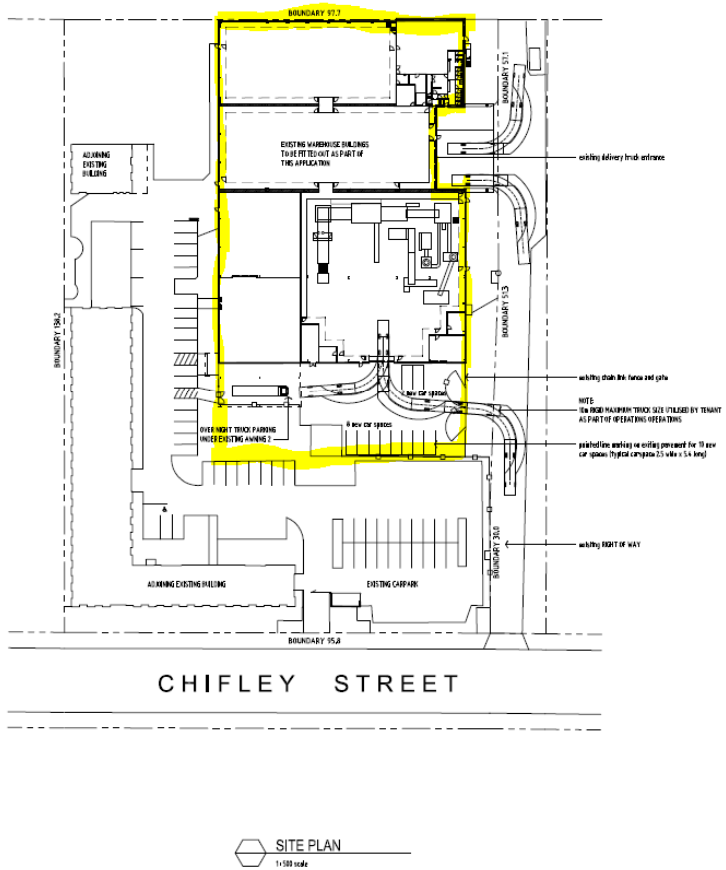 BOUNDARY 97.7
BOUNDARY 57.1
EXISTING WAREHOUSE BUILDINGS
TO BE FITTED OUT AS PART OF
THIS APPLICATION
ADJOINING
EXISTING
BUILDING
existing delivery truck entrance
BOUNDARY 51.3
existing chain link fence and gate
new car spaces
NOTE
10m RIGID MAXIMUM TRUCK SIZE UTILISED BY TENANT
AS PART OF OPERATIONS OPERATIONS
OVER NIGHT TRUCK PARKING
UNDER EXISTING AWNING 2
8 new car spaces
painted line marking on existing pavement for 10 new
car spaces (typical carspace 2.5 wide x 5.4 long)
BOUNDARY 30.0
existing RIGHT OF WAY
ADJOINING EXISTING BUILDING
EXISTING CARPARK
BOUNDARY 95.8
CHIFLEY STREET
SITE PLAN
1:500 scale